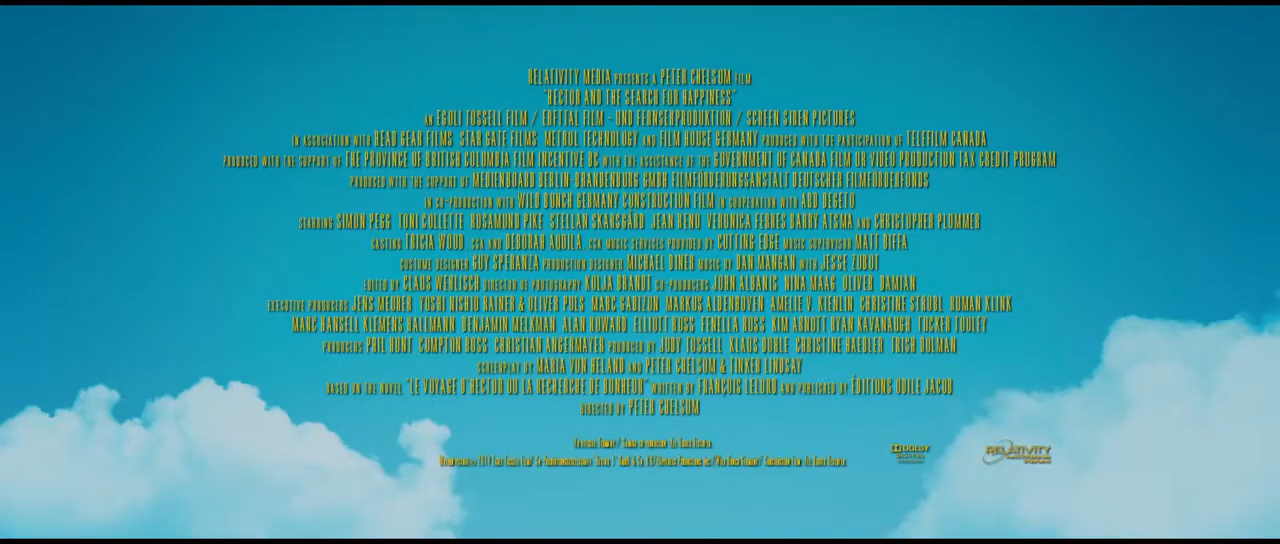 RELATIVITY MEDIA PRESENTS A PETER CHELSOM FILM
"HECTOR AND THE SEARCH FOR HAPPINESS"
AN EGOLI TOSSELL FILM / ERFTTAL FILM - UND FERNSEHPRODUKTION / SCREEN SIREN PICTURES
IN ASSOCIATION WITH HEAD GEAR FILMS STAR GATE FILMS METROL TECHNOLOGY AND FILM HOUSE GERMANY PRODUCED WITH THE PARTICIPATION OF TELEFILM CANADA
PRODUCED WITH THE SUPPORT OF THE PROVINCE OF BRITISH COLUMBIA FILM INCENTIVE BC WITH THE ASSISTANCE OF THE GOVERNMENT OF CANADA FILM OR VIDEO PRODUCTION TAX CREDIT PROGRAM
PRODUCED WITH THE SUPPORT OF MEDIENBOARD BERLIN-BRANDENBURG GMBH FILMFÖRDERUNGSANSTALT DEUTSCHER FILMFÖRDERFONDS
IN CO-PRODUCTION WITH WILD BUNCH GERMANY CONSTRUCTION FILM IN COOPERATION WITH ARD DEGETO
STARRING SIMON PEGG TONI COLLETTE ROSAMUND PIKE STELLAN SKARSGÅRD JEAN RENO VERONICA FERRES BARRY ATSMA AND CHRISTOPHER PLUMMER
CASTING TRICIA WOOD, CSA AND DEBORAH AQUILA, CSA MUSIC SERVICES PROVIDED BY CUTTING EDGE MUSIC SUPERVISOR MATT BIFFA
COSTUME DESIGNER GUY SPERANZA PRODUCTION DESIGNER MICHAEL DINER MUSIC BY DAN MANGAN WITH JESSE ZUBOT
EDITED BY CLAUS WEHLISCH DIRECTOR OF PHOTOGRAPHY KOLJA BRANDT CO-PRODUCERS JOHN ALBANIS NINA MAAG OLIVER DAMIAN
EXECUTIVE PRODUCERS JENS MEURER YOSHI NISHIO RAINER & OLIVER PULS MARC GABIZON MARKUS ALDENHOVEN AMELIE V. KIENLIN CHRISTINE STROBL ROMAN KLINK
MARC HANSELL KLEMENS HALLMANN BENJAMIN MELKMAN ALAN HOWARD ELLIOTT ROSS FENELLA ROSS KIM ARNOTT RYAN KAVANAUGH TUCKER TOOLEY
PRODUCERS PHIL HUNT COMPTON ROSS CHRISTIAN ANGERMAYER PRODUCED BY JUDY TOSSELL KLAUS DOHLE CHRISTINE HAEBLER TRISH DOLMAN
SCREENPLAY BY MARIA VON HELAND AND PETER CHELSOM & TINKER LINDSAY
BASED ON THE NOVEL "LE VOYAGE D'HECTOR OU LA RECHERCHE DU BONHEUR" WRITTEN BY FRANÇOIS LELORD AND PUBLISHED BY ÉDITIONS ODILE JACOB
DIRECTED BY PETER CHELSOM
DOLBY DIGITAL
RELATIVITY